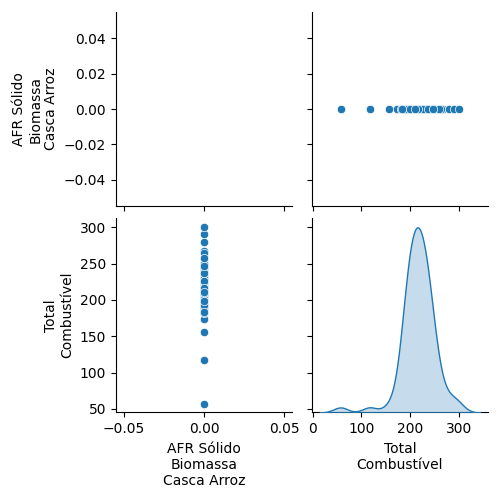 0.04
0.02
0.00
−0.02
−0.04
AFR Sólido
Biomassa
Casca Arroz
300
250
200
150
100
50
Total
Combustível
−0.05 0.00 0.05
AFR Sólido
Biomassa
Casca Arroz
0 100 200 300
Total
Combustível